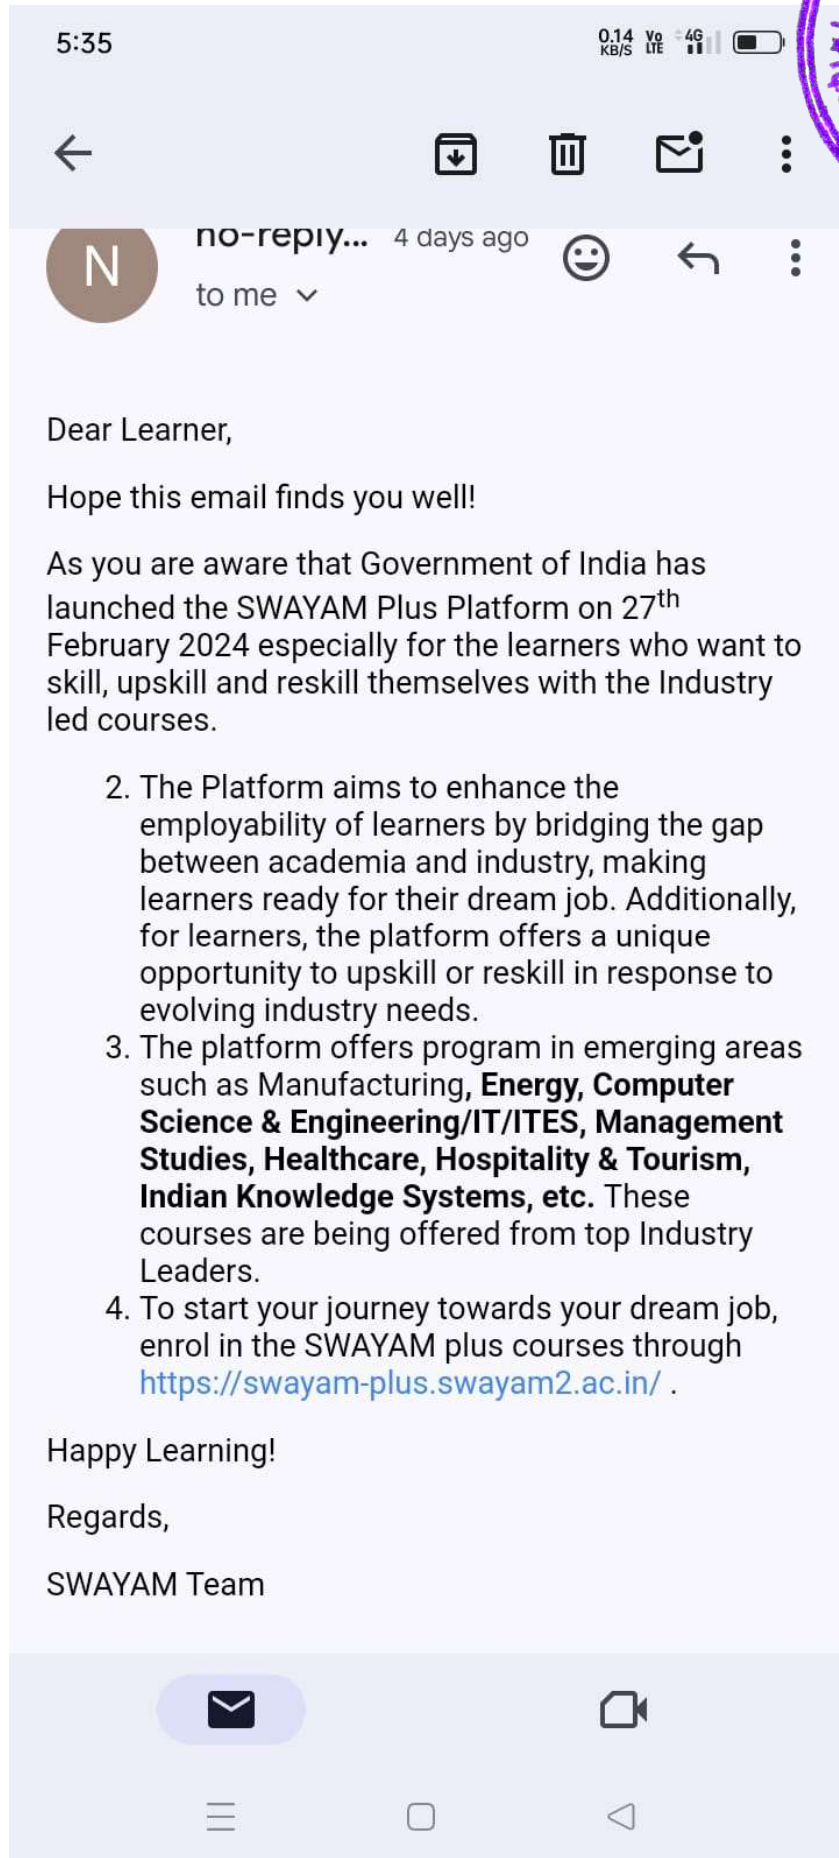 5:35
0.14 KB/S Vo LTE 4G
N
no-reply... 4 days ago
to me
Dear Learner,
Hope this email finds you well!
As you are aware that Government of India has
launched the SWAYAM Plus Platform on 27th
February 2024 especially for the learners who want to
skill, upskill and reskill themselves with the Industry
led courses.
2. The Platform aims to enhance the
employability of learners by bridging the gap
between academia and industry, making
learners ready for their dream job. Additionally,
for learners, the platform offers a unique
opportunity to upskill or reskill in response to
evolving industry needs.
3. The platform offers program in emerging areas
such as Manufacturing, Energy, Computer
Science & Engineering/IT/ITES, Management
Studies, Healthcare, Hospitality & Tourism,
Indian Knowledge Systems, etc. These
courses are being offered from top Industry
Leaders.
4. To start your journey towards your dream job,
enrol in the SWAYAM plus courses through
https://swayam-plus.swayam2.ac.in/ .
Happy Learning!
Regards,
SWAYAM Team